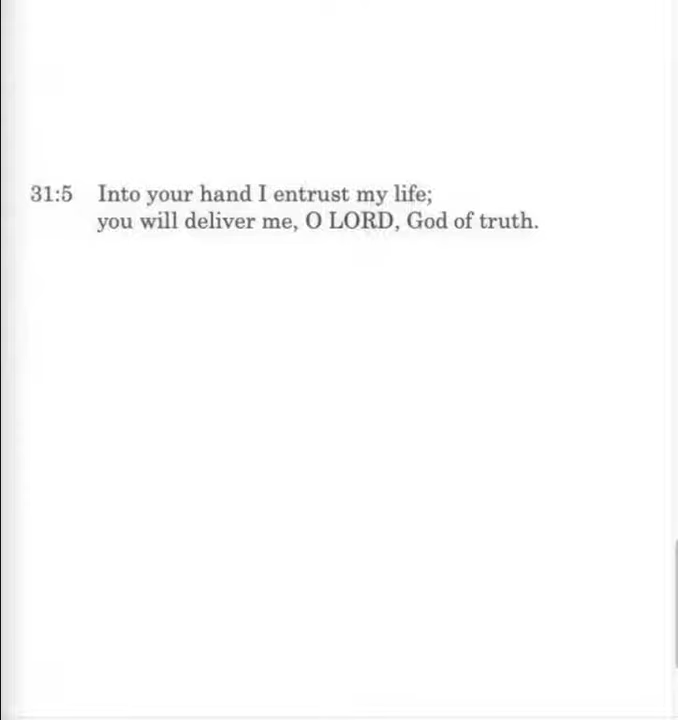 31:5 Into your hand I entrust my life;
you will deliver me, O LORD, God of truth.